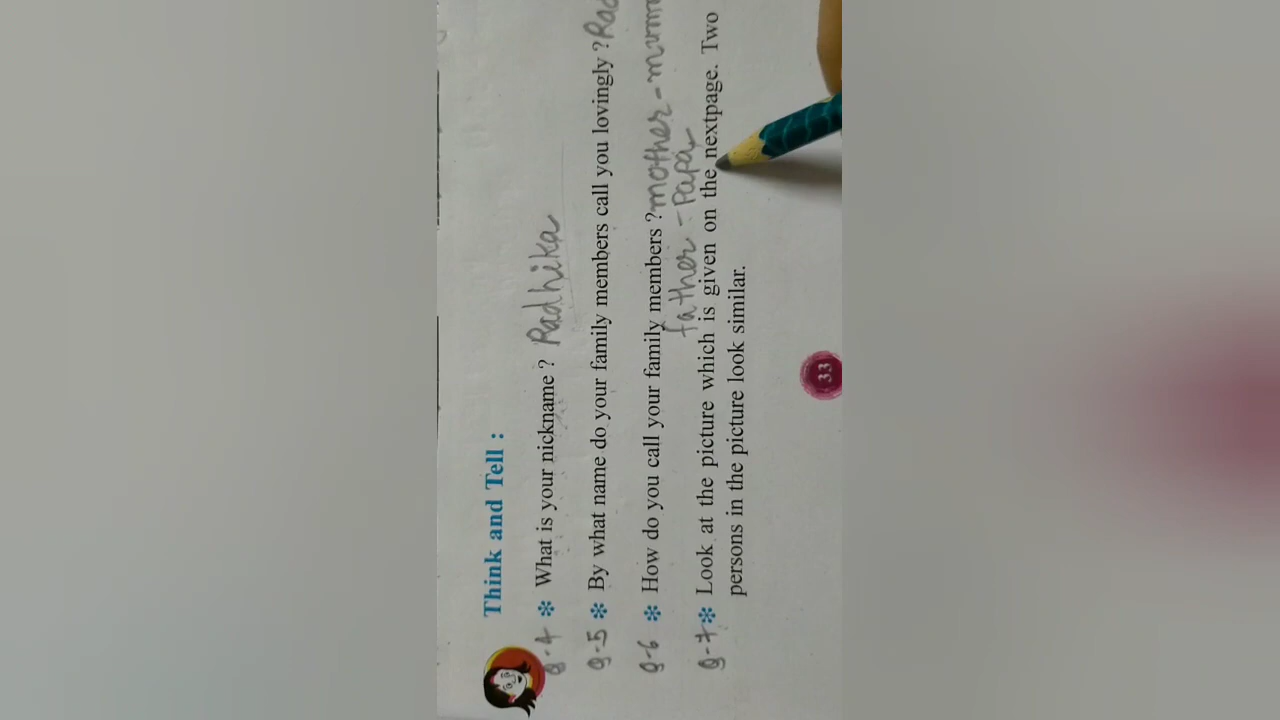 Think and Tell :
Q-4 * What is your nickname ? Radhika
Q-5 * By what name do your family members call you lovingly ?
Q-6 * How do you call your family members ? mother -
father - Papa
Q-7 * Look at the picture which is given on the nextpage. Two
persons in the picture look similar.
33